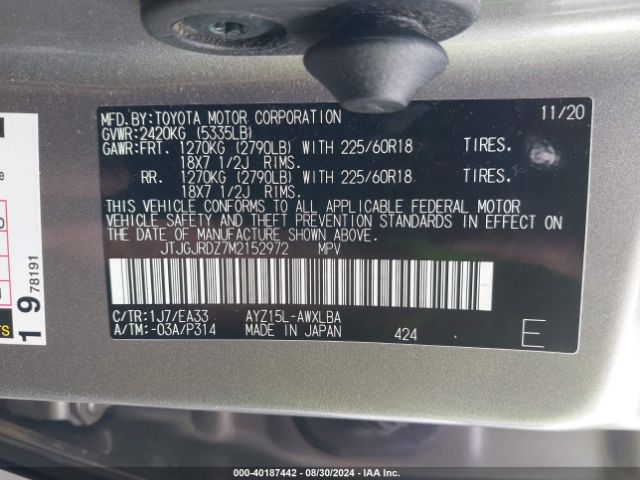 MFD.BY:TOYOTA MOTOR CORPORATION 11/20
GVWR:2420KG (5335LB)
GAWR:FRT. 1270KG (2790LB) WITH 225/60R18 TIRES.
18X7 1/2J RIMS.
RR. 1270KG (2790LB) WITH 225/60R18 TIRES.
18X7 1/2J RIMS.
THIS VEHICLE CONFORMS TO ALL APPLICABLE FEDERAL MOTOR
VEHICLE SAFETY AND THEFT PREVENTION STANDARDS IN EFFECT ON
THE DATE OF MANUFACTURE SHOWN ABOVE.
JTJGJRDZ7M2152972 MPV
C/TR:1J7/EA33 AYZ15L-AWXLBA
A/TM:-03A/P314 MADE IN JAPAN 424 E
1 9 78191
000-40187442 - 08/30/2024 - IAA Inc.